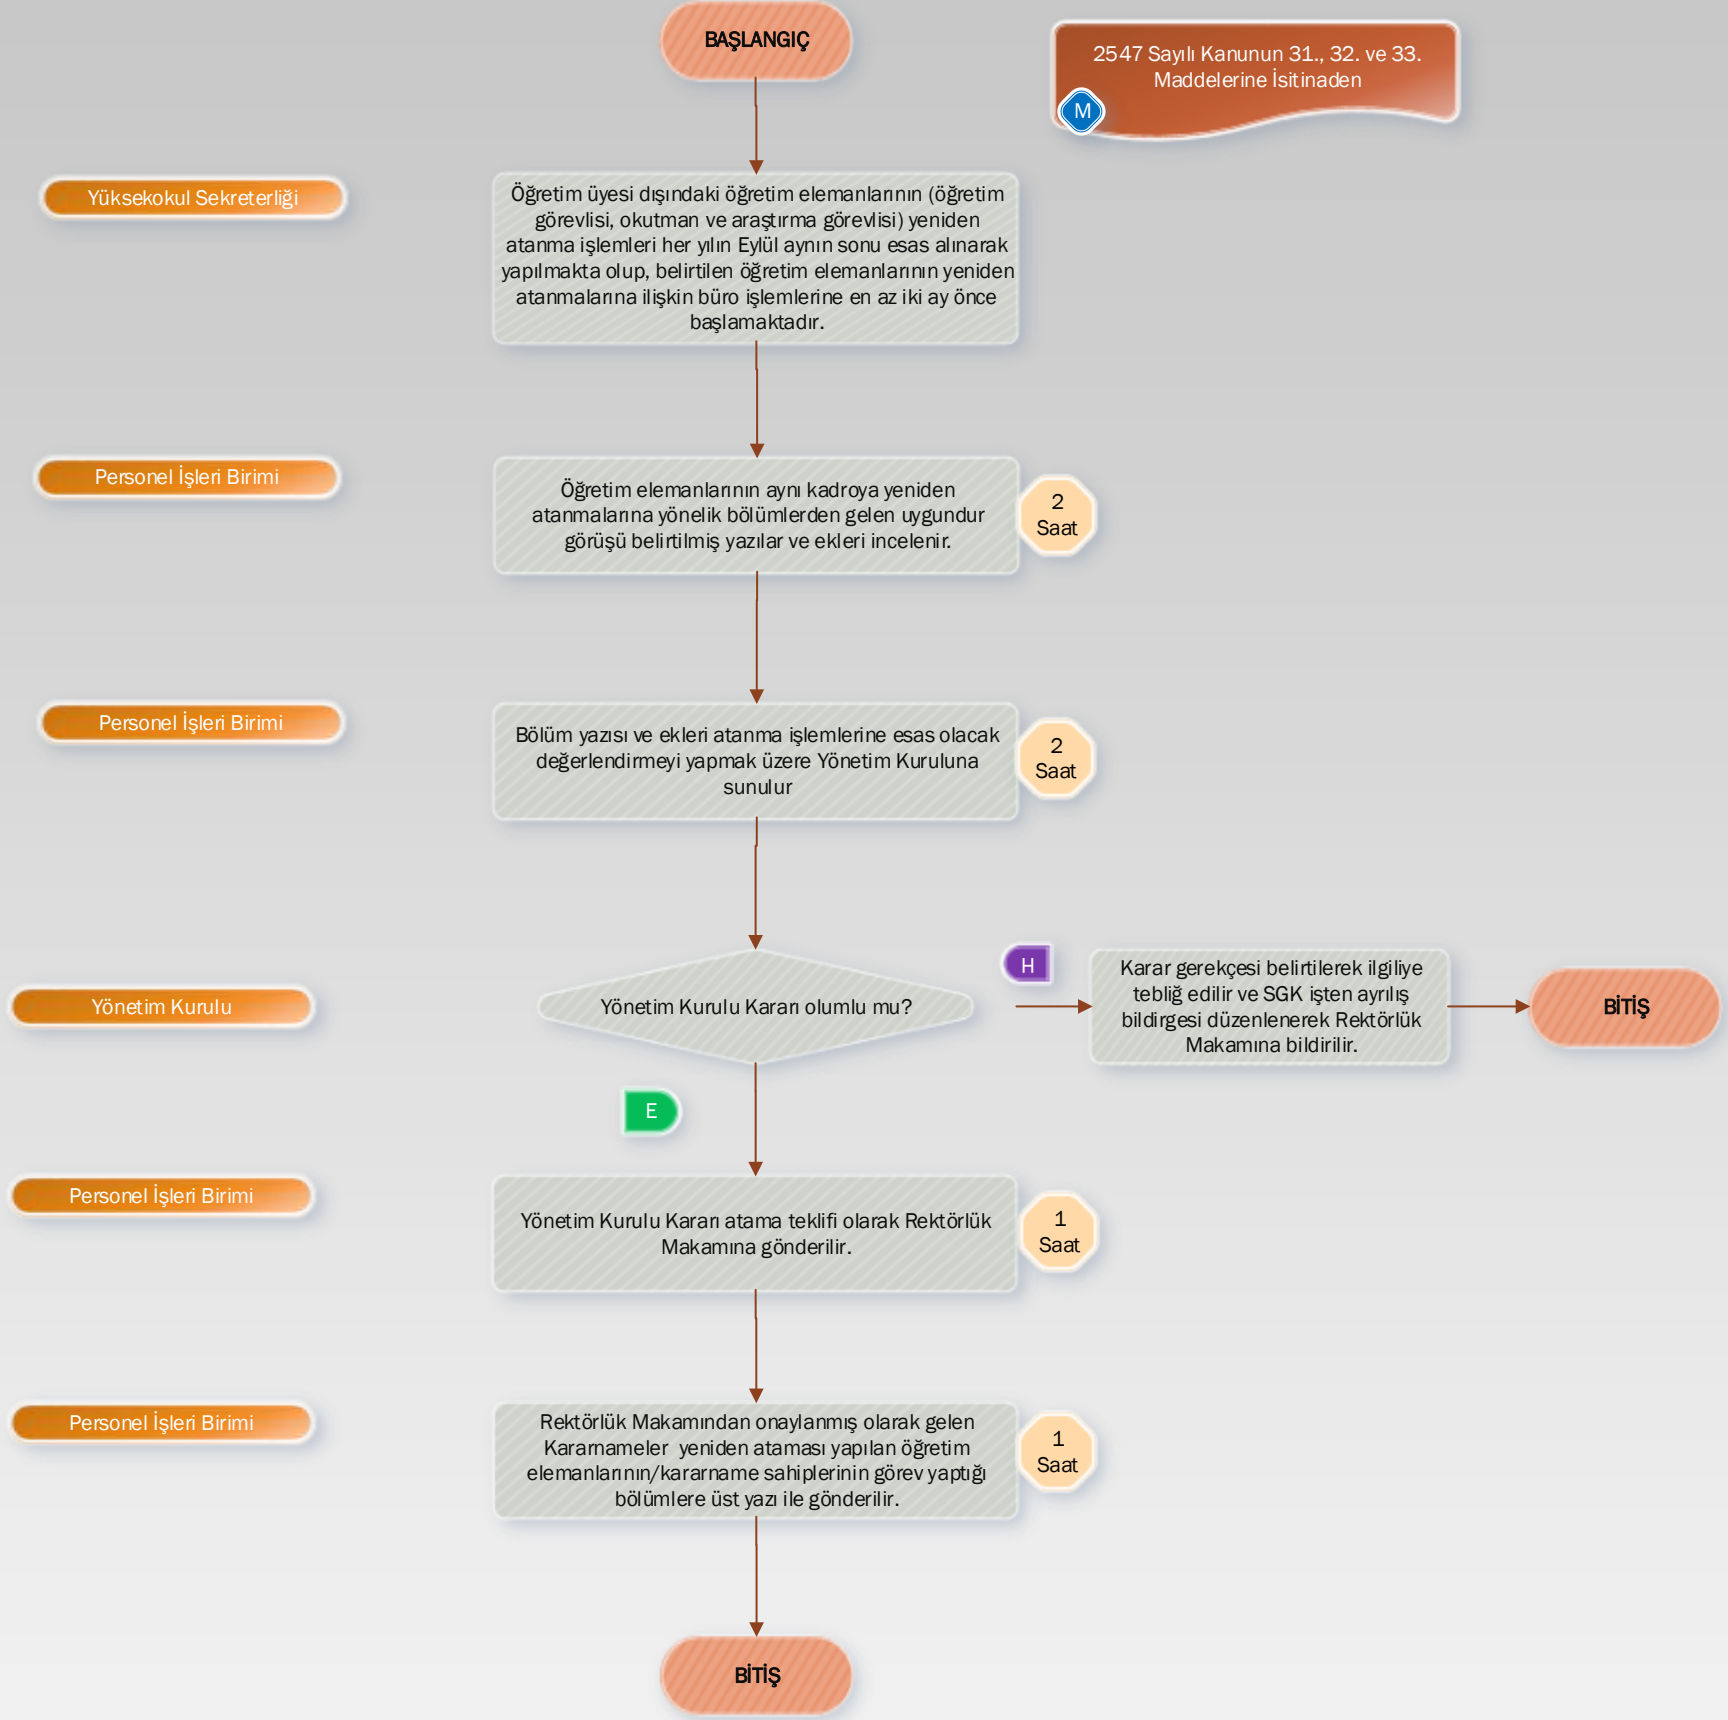 BAŞLANGIÇ
2547 Sayılı Kanunun 31., 32. ve 33.
Maddelerine İsitinaden
M
Yüksekokul Sekreterliği
Öğretim üyesi dışındaki öğretim elemanlarının (öğretim
görevlisi, okutman ve araştırma görevlisi) yeniden
atanma işlemleri her yılın Eylül aynın sonu esas alınarak
yapılmakta olup, belirtilen öğretim elemanlarının yeniden
atanmalarına ilişkin büro işlemlerine en az iki ay önce
başlamaktadır.
Personel İşleri Birimi
Öğretim elemanlarının aynı kadroya yeniden
atanmalarına yönelik bölümlerden gelen uygundur
görüşü belirtilmiş yazılar ve ekleri incelenir.
2
Saat
Personel İşleri Birimi
Bölüm yazısı ve ekleri atanma işlemlerine esas olacak
değerlendirmeyi yapmak üzere Yönetim Kuruluna
sunulur
2
Saat
Yönetim Kurulu
Yönetim Kurulu Kararı olumlu mu?
H
Karar gerekçesi belirtilerek ilgiliye
tebliğ edilir ve SGK işten ayrılış
bildirgesi düzenlenerek Rektörlük
Makamına bildirilir.
BİTİŞ
E
Personel İşleri Birimi
Yönetim Kurulu Kararı atama teklifi olarak Rektörlük
Makamına gönderilir.
1
Saat
Personel İşleri Birimi
Rektörlük Makamından onaylanmış olarak gelen
Kararnameler  yeniden ataması yapılan öğretim
elemanlarının/kararname sahiplerinin görev yaptığı
bölümlere üst yazı ile gönderilir.
1
Saat
BİTİŞ